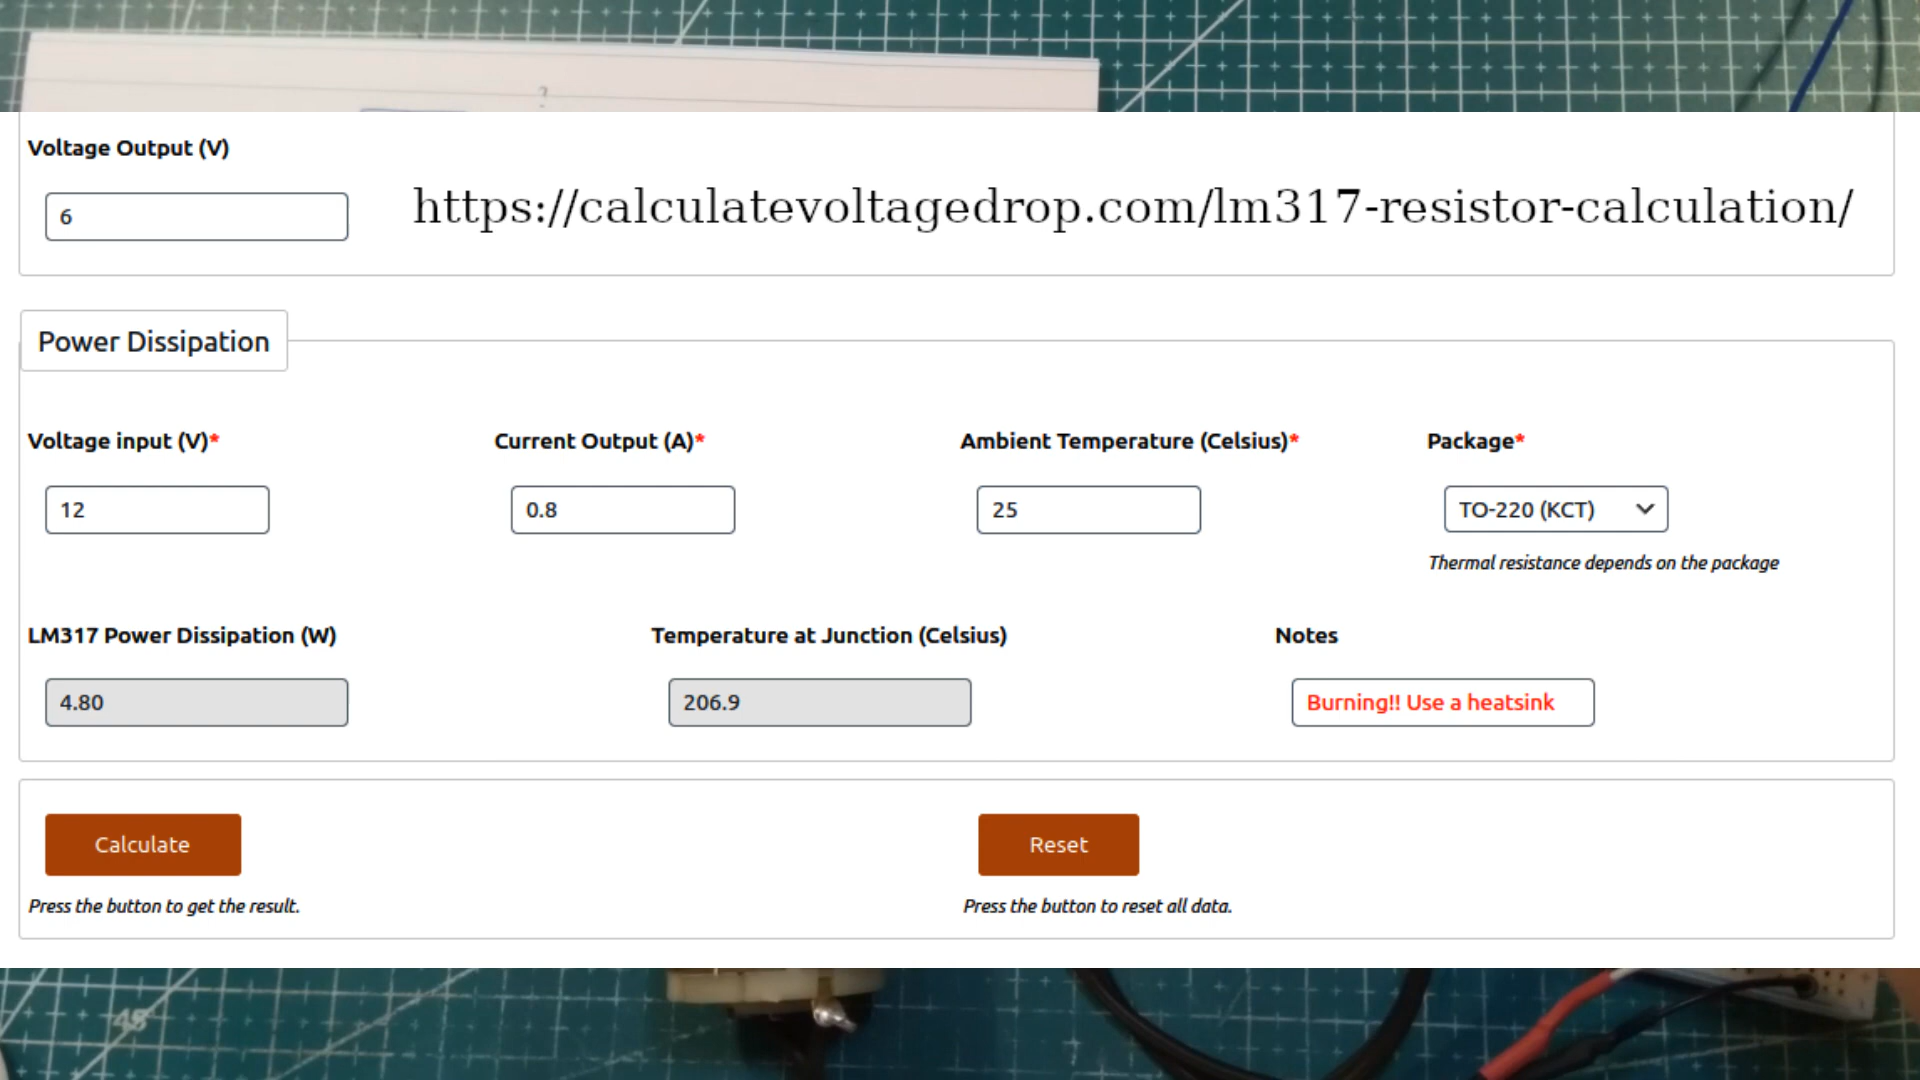 ?
Voltage Output (V)
6
https://calculatevoltagedrop.com/lm317-resistor-calculation/
Power Dissipation
Voltage input (V)*
Current Output (A)*
Ambient Temperature (Celsius)*
Package*
12
0.8
25
TO-220 (KCT)
Thermal resistance depends on the package
LM317 Power Dissipation (W)
Temperature at Junction (Celsius)
Notes
4.80
206.9
Burning!! Use a heatsink
Calculate
Reset
Press the button to get the result.
Press the button to reset all data.
45